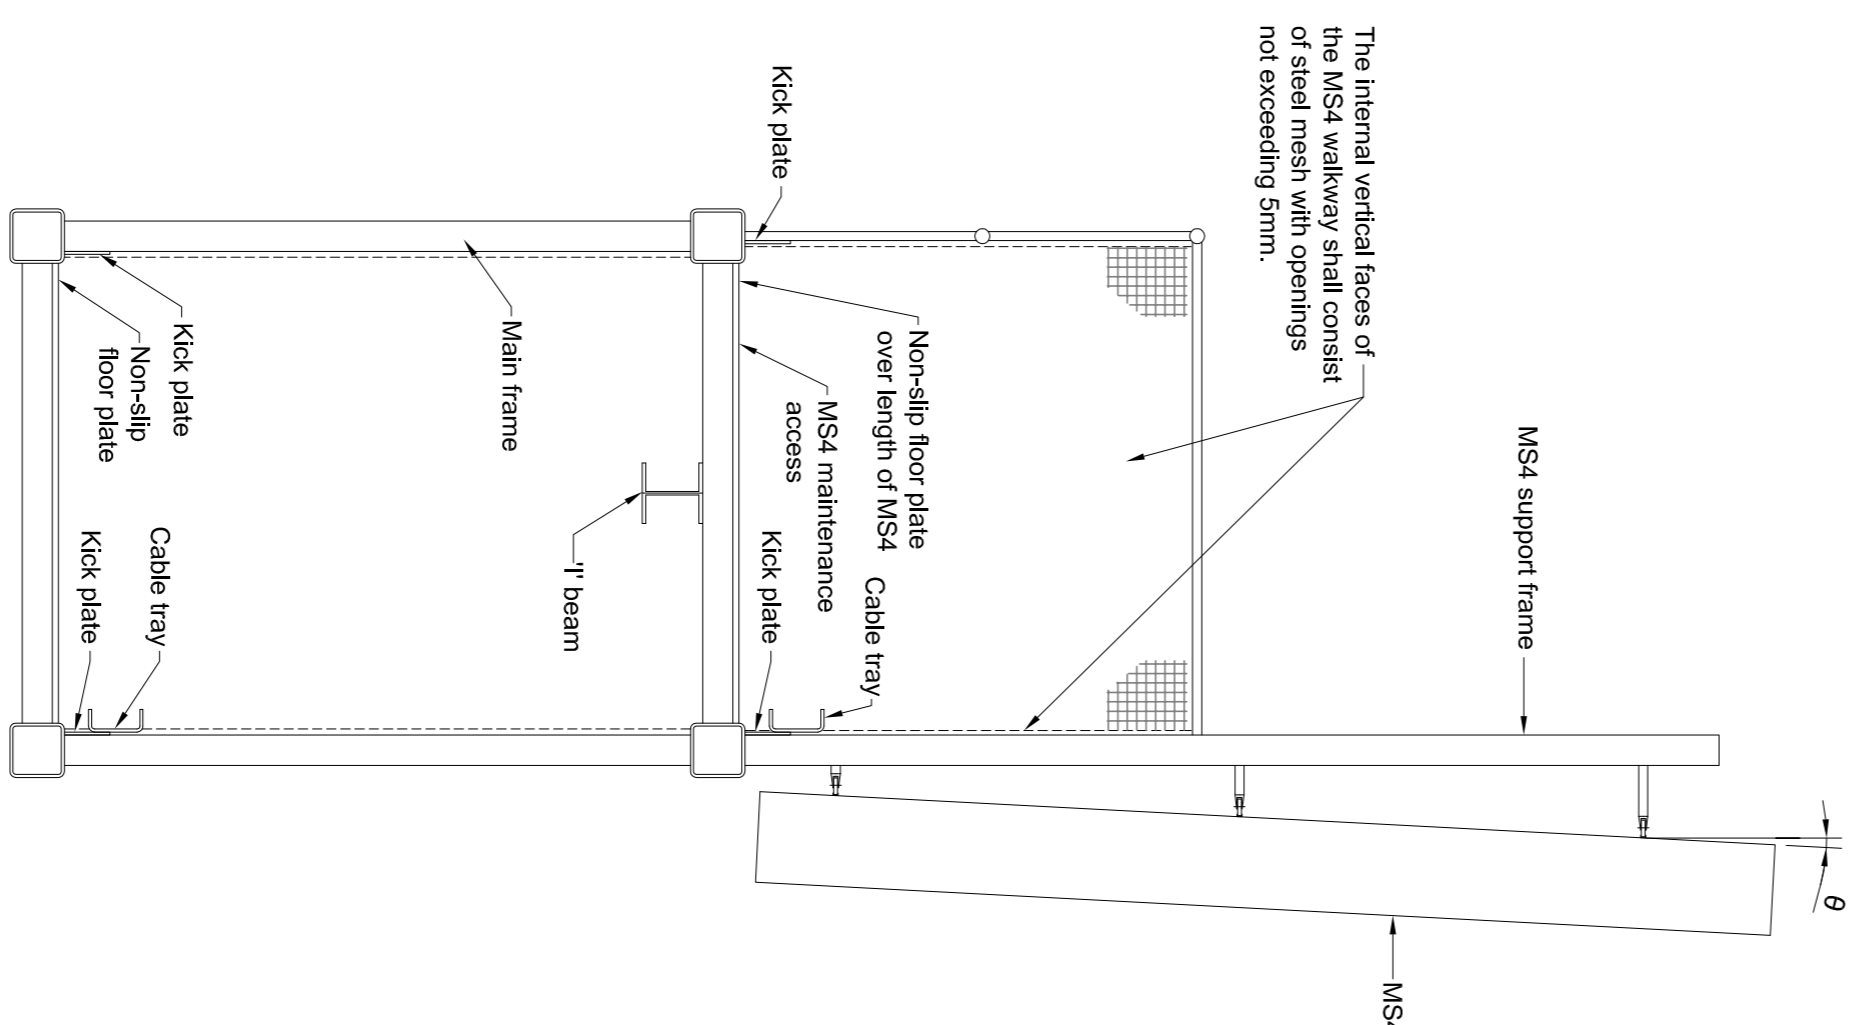 The internal vertical faces of
the MS4 walkway shall consist
of steel mesh with openings
not exceeding 5mm.
MS4 support frame
θ
MS4
Kick plate
Non-slip floor plate
over length of MS4
MS4 maintenance
access
Cable tray
Kick plate
Main frame
'I' beam
Kick plate
Non-slip
floor plate
Cable tray
Kick plate